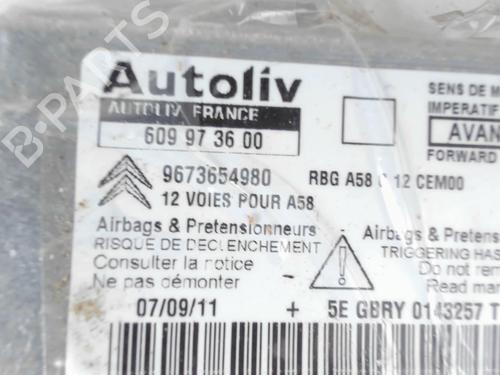 Autoliv
AUTOLIV FRANCE
609 97 36 00
SENS DE
IMPERATIF
AVAN
FORWARD
9673654980
RBG A58 C 12 CEM00
12 VOIES POUR A58
Airbags & Pretensionneurs
RISQUE DE DECLENCHEMENT
Consulter la notice
Ne pas démonter
Airbags & Pretens
TRIGGERING HAS
Do not rem
Read man
07/09/11 + 5E GBRY 0143257 T
B-PARTS